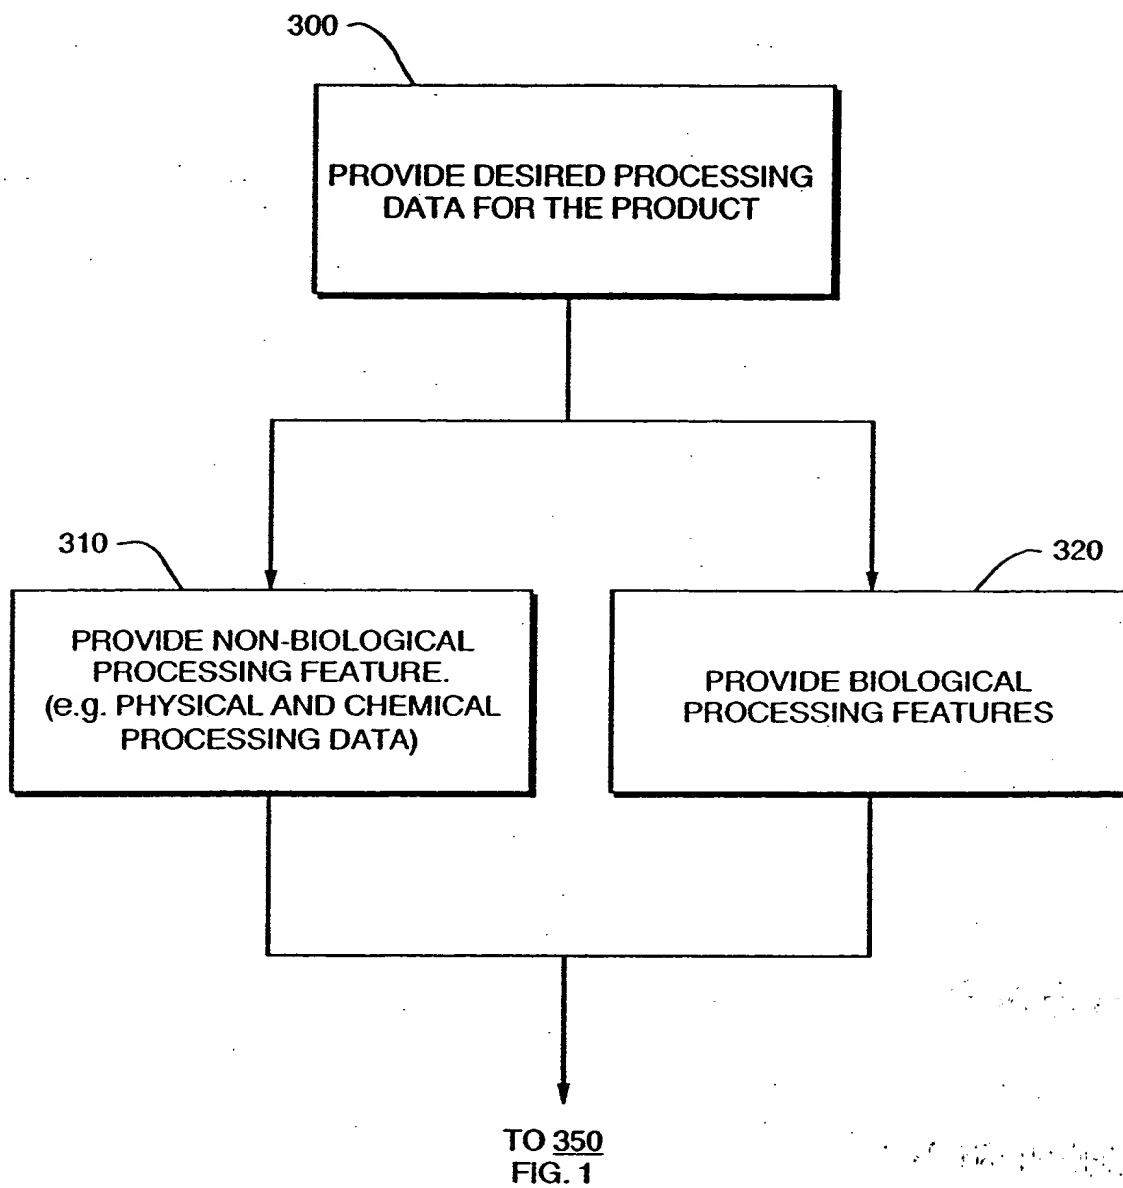 300
PROVIDE DESIRED PROCESSING
DATA FOR THE PRODUCT
310
320
PROVIDE NON-BIOLOGICAL
PROCESSING FEATURE.
(e.g. PHYSICAL AND CHEMICAL
PROCESSING DATA)
PROVIDE BIOLOGICAL
PROCESSING FEATURES
TO 350
FIG. 1